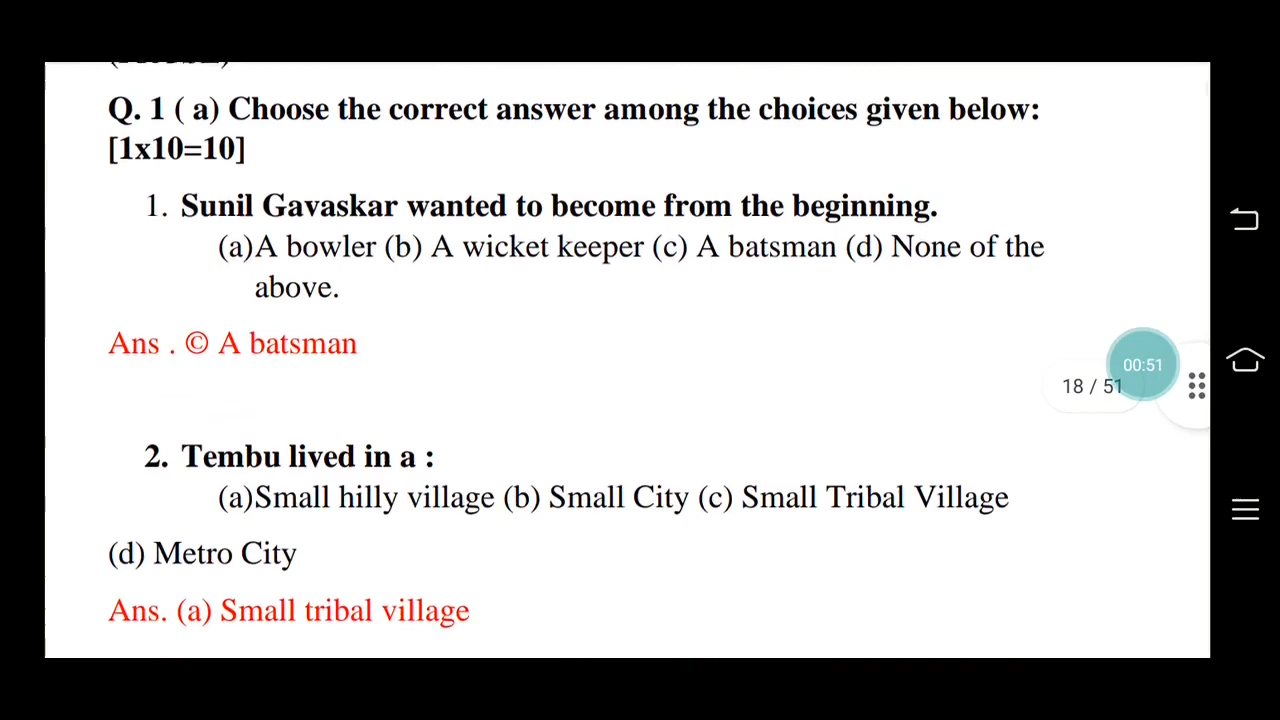 Q. 1 ( a) Choose the correct answer among the choices given below:
[1x10=10]
1. Sunil Gavaskar wanted to become from the beginning.
(a)A bowler (b) A wicket keeper (c) A batsman (d) None of the
above.
Ans . © A batsman
00:51
18 / 51
2. Tembu lived in a :
(a)Small hilly village (b) Small City (c) Small Tribal Village
(d) Metro City
Ans. (a) Small tribal village